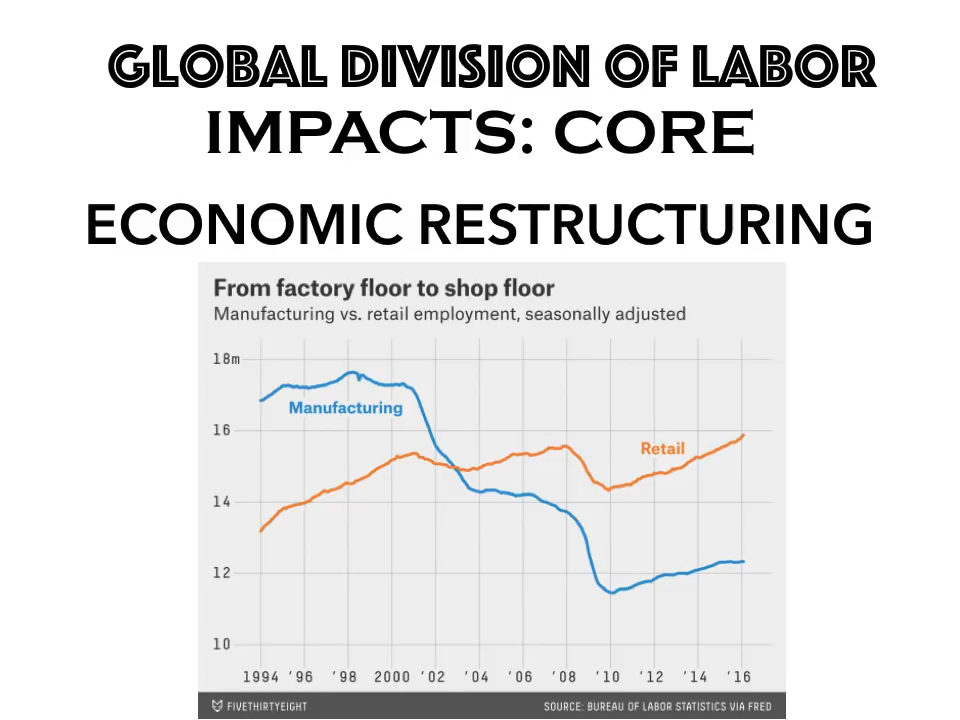 GLOBAL DIVISION OF LABOR
IMPACTS: CORE
ECONOMIC RESTRUCTURING
From factory floor to shop floor
Manufacturing vs. retail employment, seasonally adjusted
18m
Manufacturing
16
Retail
14
12
10
1994 '96 '98 2000 '02 '04 '06 '08 '10 '12 '14 '16
FIVETHIRTYEIGHT SOURCE: BUREAU OF LABOR STATISTICS VIA FRED